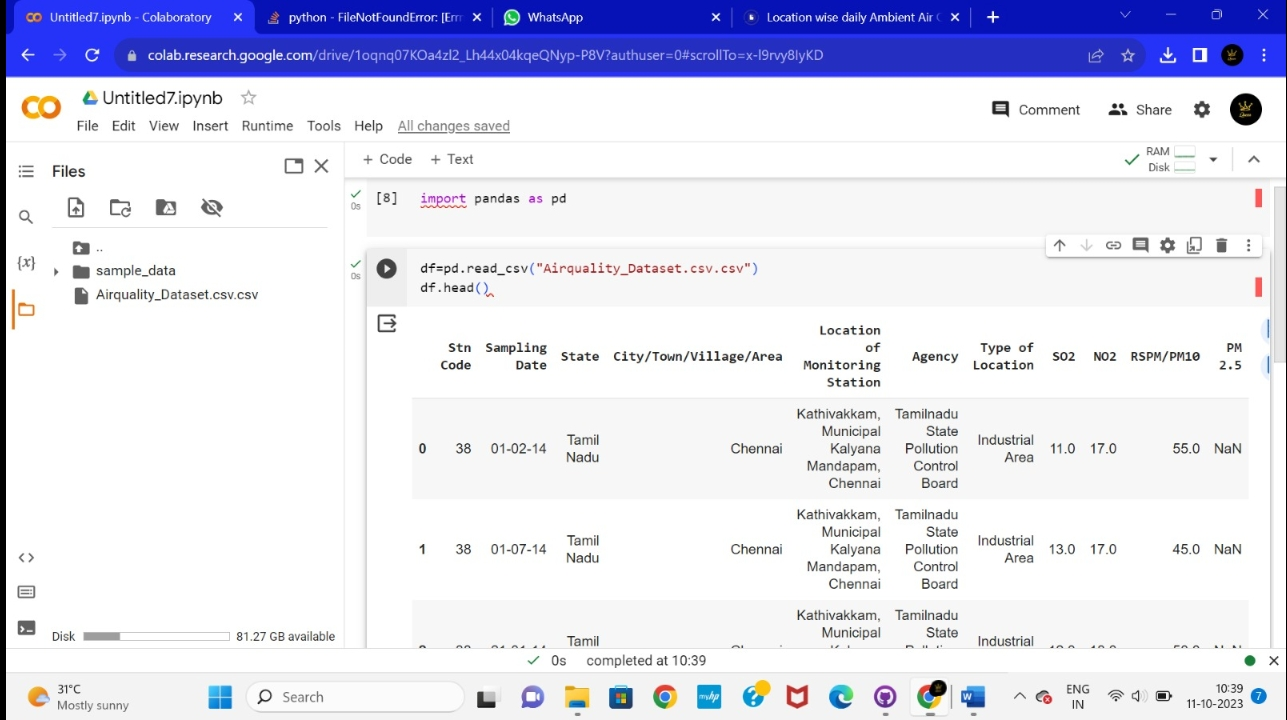 Untitled7.ipynb - Colaboratory
python - FileNotFoundError: [Err
WhatsApp
Location wise daily Ambient Air
colab.research.google.com/drive/1oqnq07KOa4zl2_Lh44x04kqeQNyp-P8V?authuser=0#scrollTo=x-l9rvy8lyKD
CO Untitled7.ipynb
Comment Share
File Edit View Insert Runtime Tools Help All changes saved
Files
+ Code + Text
RAM
Disk
[8] import pandas as pd
0s
..
{x}
sample_data
Airquality_Dataset.csv.csv
0s
df=pd.read_csv("Airquality_Dataset.csv.csv")
df.head()
Stn Code Sampling Date State City/Town/Village/Area Location of Monitoring Station Agency Type of Location SO2 NO2 RSPM/PM10 PM 2.5
0 38 01-02-14 Tamil Nadu Chennai Kathivakkam, Municipal Kalyana Mandapam, Chennai Tamilnadu State Pollution Control Board Industrial Area 11.0 17.0 55.0 NaN
1 38 01-07-14 Tamil Nadu Chennai Kathivakkam, Municipal Kalyana Mandapam, Chennai Tamilnadu State Pollution Control Board Industrial Area 13.0 17.0 45.0 NaN
Tamil Kathivakkam, Municipal Tamilnadu State Industrial
Disk 81.27 GB available
0s completed at 10:39
31°C
Mostly sunny
Search
ENG
IN
10:39
11-10-2023
7